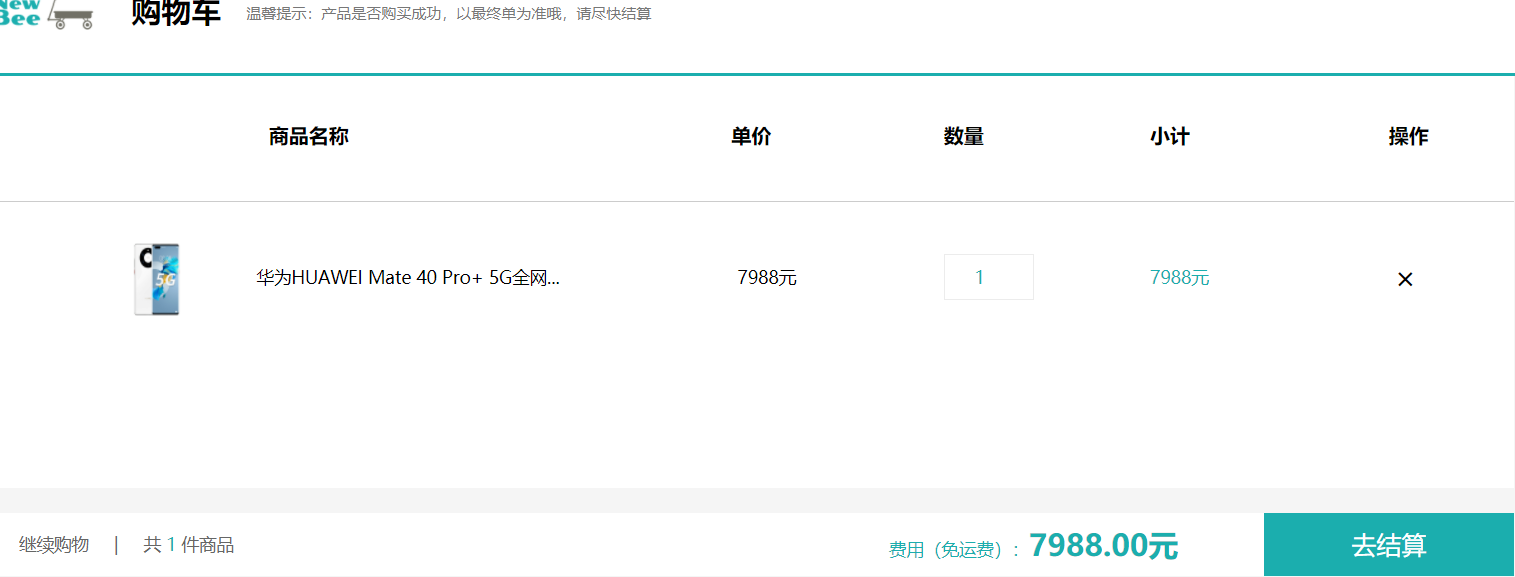 New
Bee
购物车 温馨提示：产品是否购买成功，以最终单为准哦，请尽快结算
商品名称 单价 数量 小计 操作
5G
华为HUAWEI Mate 40 Pro+ 5G全网... 7988元 1 7988元 ×
继续购物 | 共 1 件商品 费用（免运费）： 7988.00元 去结算